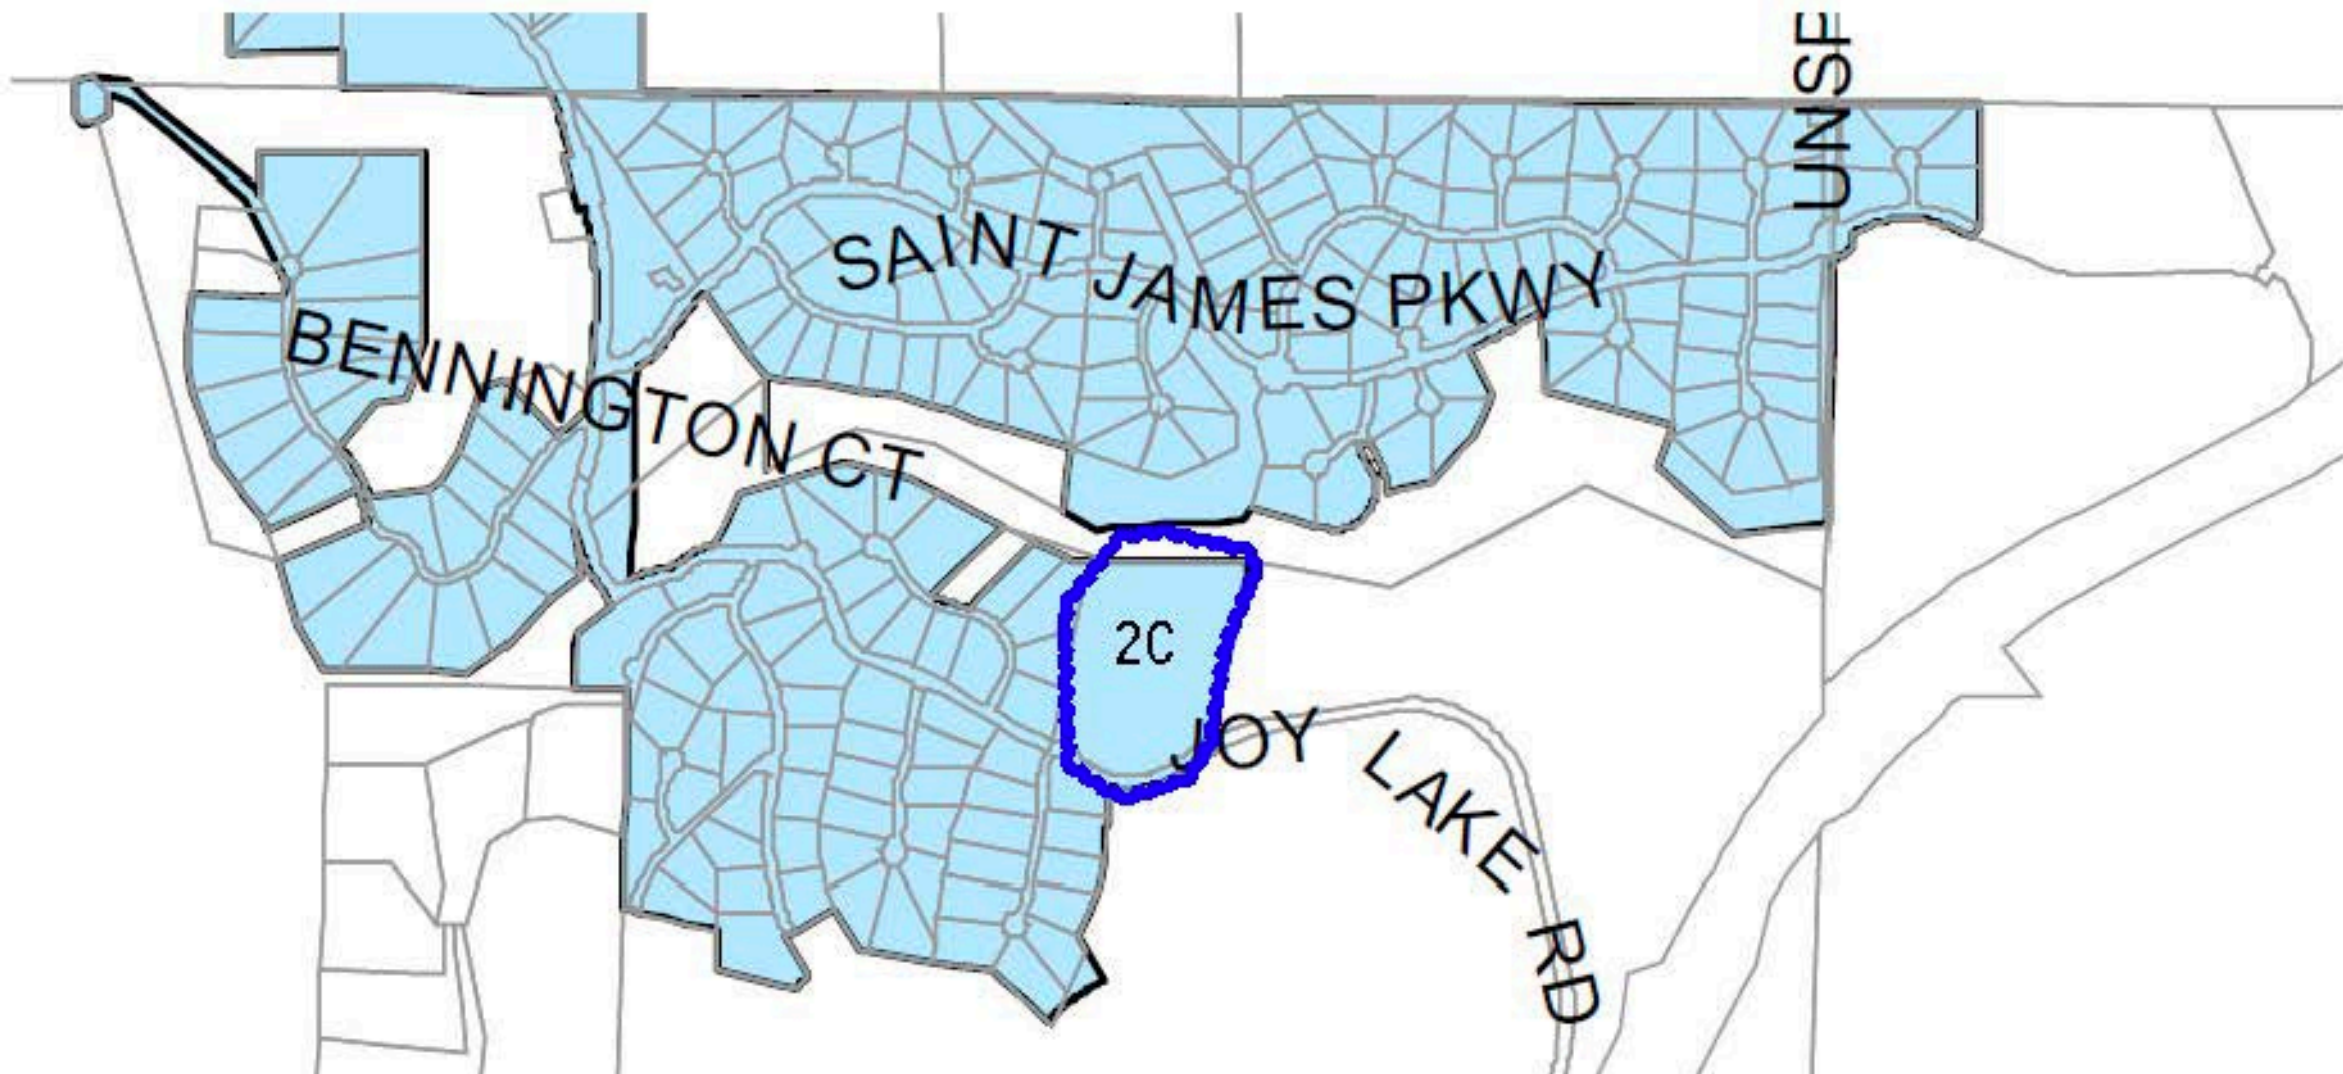 UNSF
SAINT JAMES PKWY
BENNINGTON CT
2C
JOY LAKE RD